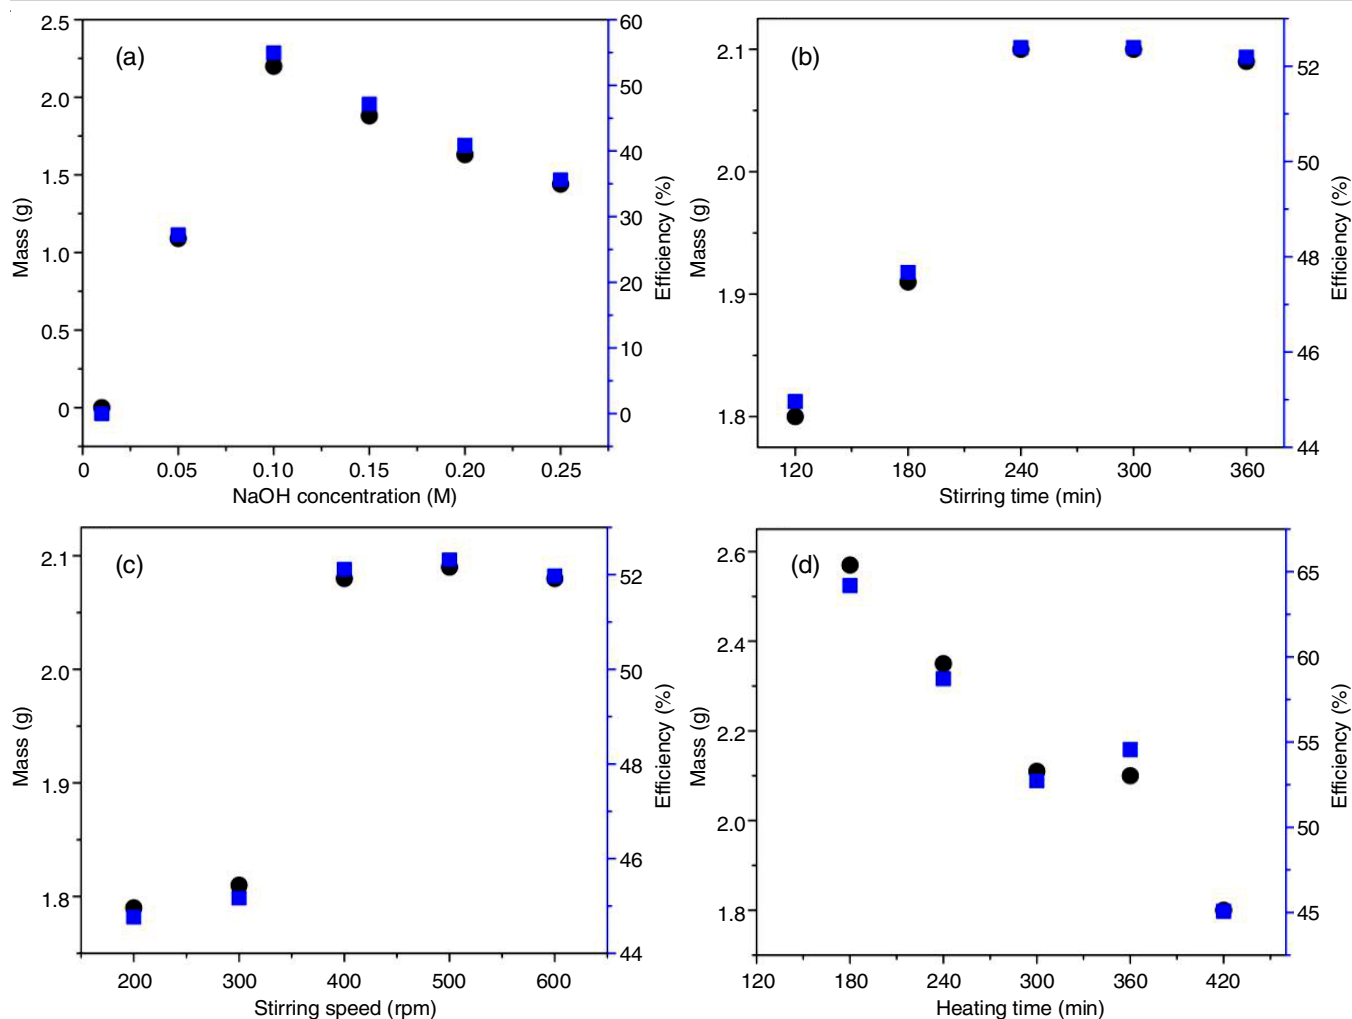 (a)
2.5
2.0
1.5
1.0
0.5
0
Mass (g)
60
50
40
30
20
10
0
Efficiency (%)
0 0.05 0.10 0.15 0.20 0.25
NaOH concentration (M)
(b)
2.1
2.0
1.9
1.8
Mass (g)
52
50
48
46
44
Efficiency (%)
120 180 240 300 360
Stirring time (min)
(c)
2.1
2.0
1.9
1.8
Mass (g)
52
50
48
46
44
Efficiency (%)
200 300 400 500 600
Stirring speed (rpm)
(d)
2.6
2.4
2.2
2.0
1.8
Mass (g)
65
60
55
50
45
Efficiency (%)
120 180 240 300 360 420
Heating time (min)